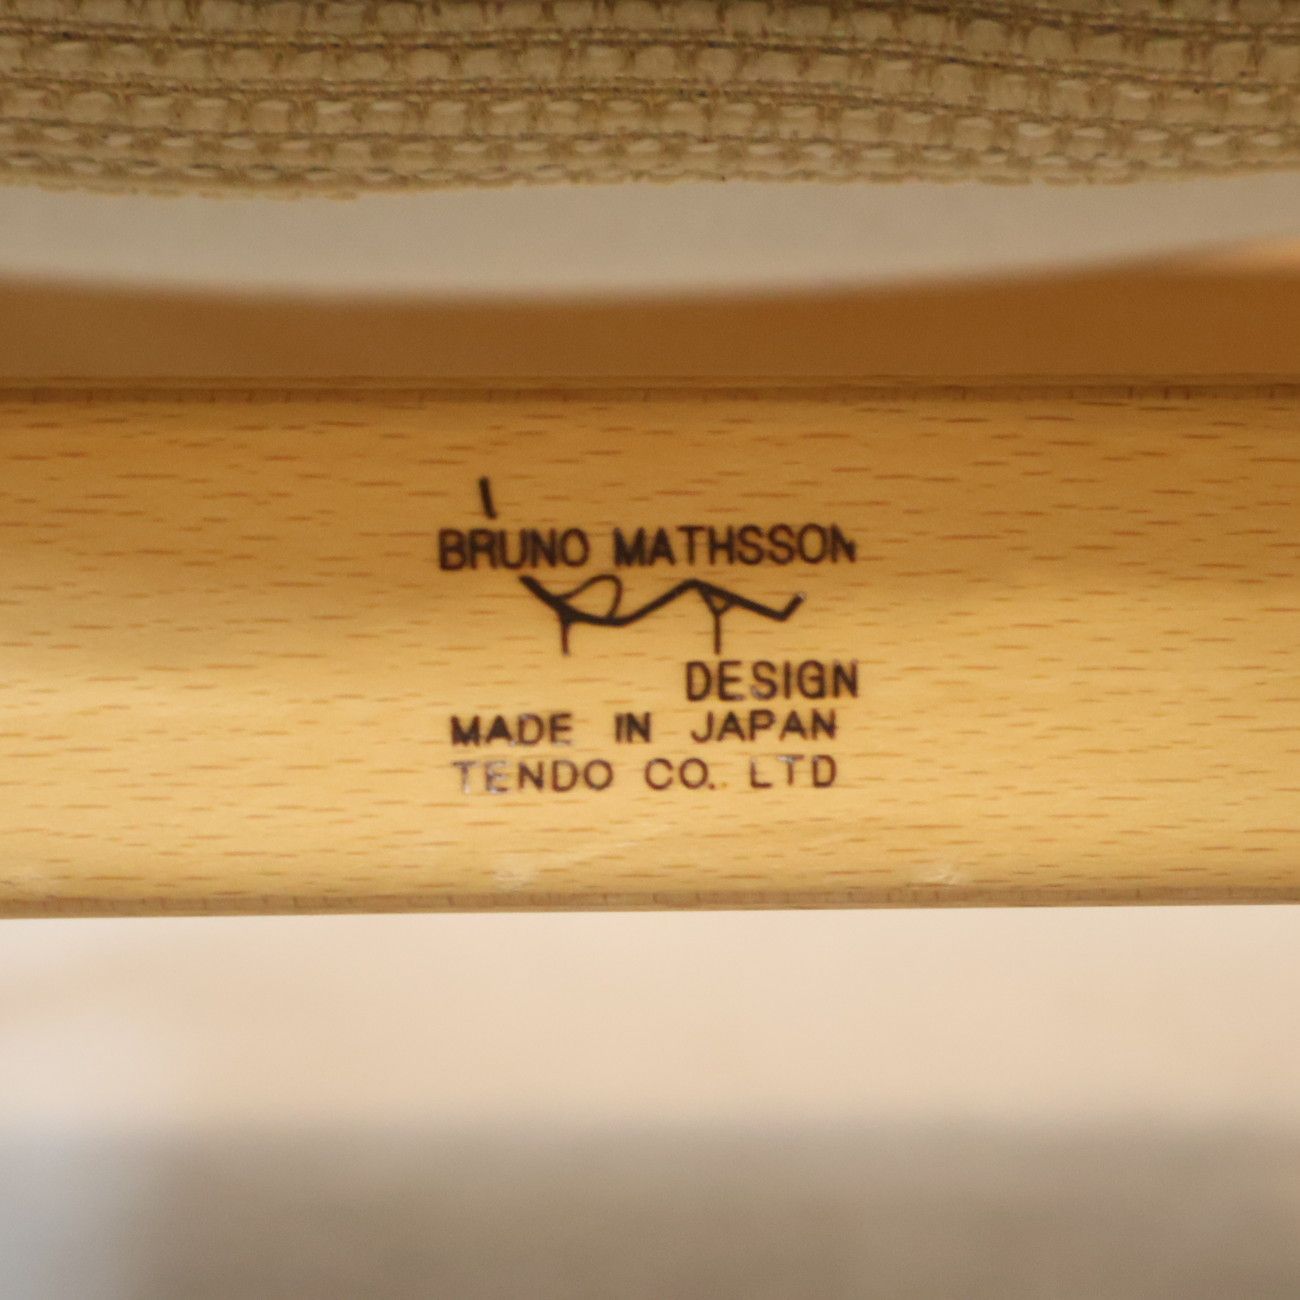 BRUNO MATHSSON
DESIGN
MADE IN JAPAN
TENDO CO. LTD